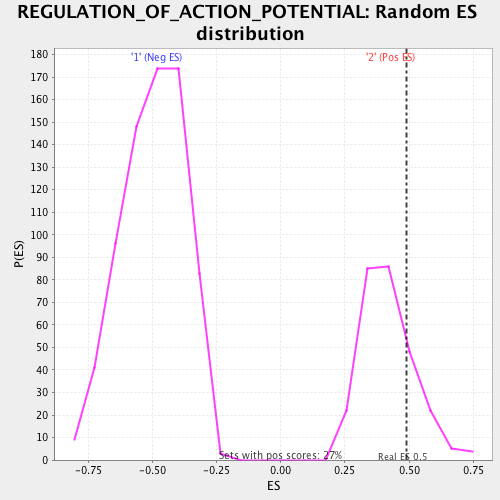 REGULATION_OF_ACTION_POTENTIAL: Random ES
distribution
'1' (Neg ES)
'2' (Pos ES)
P(ES)
180
170
160
150
140
130
120
110
100
90
80
70
60
50
40
30
20
10
0
Sets with pos scores: 27%
Real ES 0.5
-0.75 -0.50 -0.25 0.00 0.25 0.50 0.75
ES